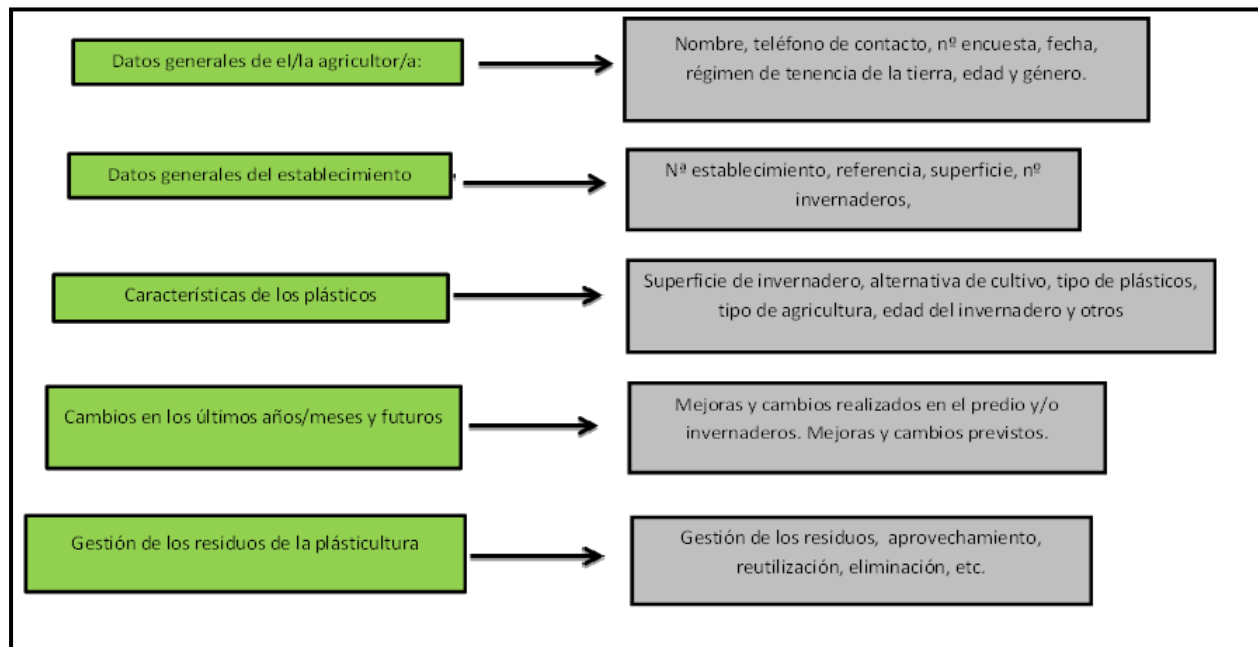 Datos generales de el/la agricultor/a:
Nombre, teléfono de contacto, nº encuesta, fecha,
régimen de tenencia de la tierra, edad y género.
Datos generales del establecimiento
Nª establecimiento, referencia, superficie, nº
invernaderos,
Características de los plásticos
Superficie de invernadero, alternativa de cultivo, tipo de plásticos,
tipo de agricultura, edad del invernadero y otros
Cambios en los últimos años/meses y futuros
Mejoras y cambios realizados en el predio y/o
invernaderos. Mejoras y cambios previstos.
Gestión de los residuos de la plásticultura
Gestión de los residuos, aprovechamiento,
reutilización, eliminación, etc.